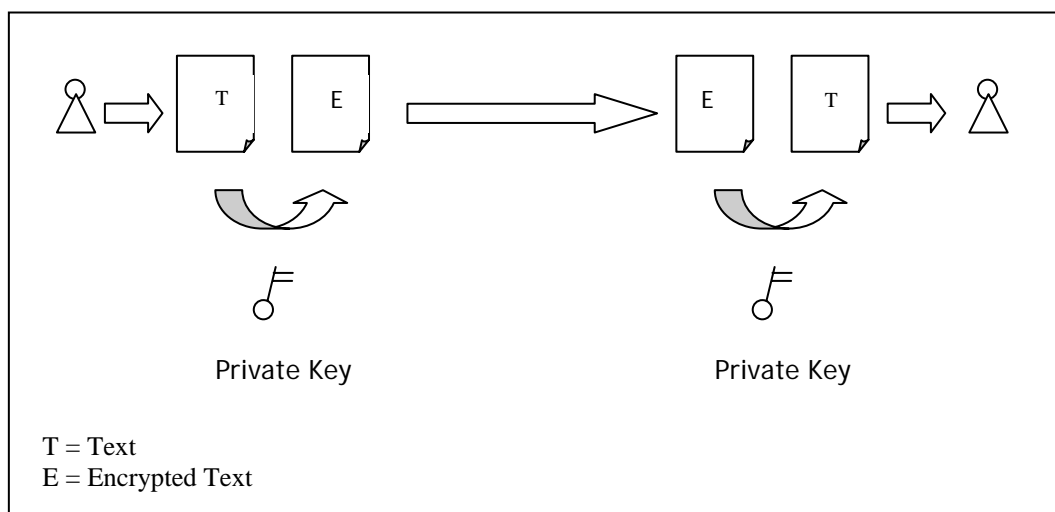 T E E T
Private Key Private Key
T = Text
E = Encrypted Text